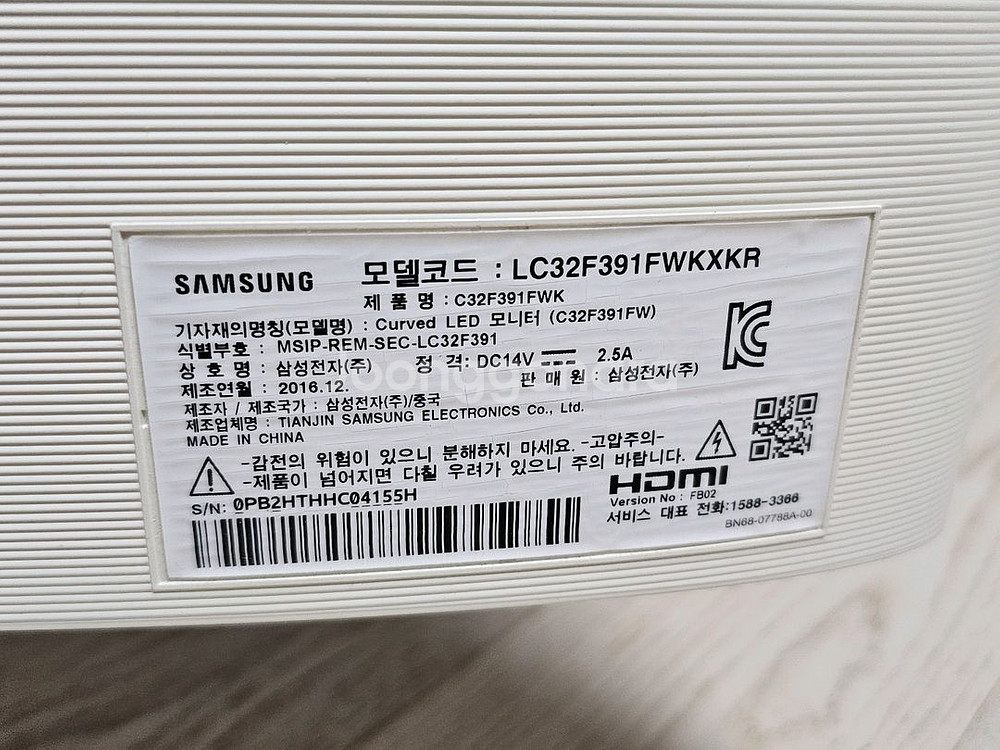 SAMSUNG 모델코드 : LC32F391FWKXKR
제 품 명 : C32F391FWK
기자재의명칭(모델명) : Curved LED 모니터 (C32F391FW)
식별부호 : MSIP-REM-SEC-LC32F391
상 호 명 : 삼성전자(주) 정 격: DC14V 2.5A
제조연월 : 2016.12. 판 매 원 : 삼성전자(주)
제조자 / 제조국가 : 삼성전자(주)/중국
제조업체명 : TIANJIN SAMSUNG ELECTRONICS Co., Ltd.
MADE IN CHINA
-감전의 위험이 있으니 분해하지 마세요. -고압주의-
-제품이 넘어지면 다칠 우려가 있으니 주의 바랍니다.
S/N: 0PB2HTHHC04155H
HDMI
Version No : FB02
서비스 대표 전화:1588-3366
BN68-07788A-00